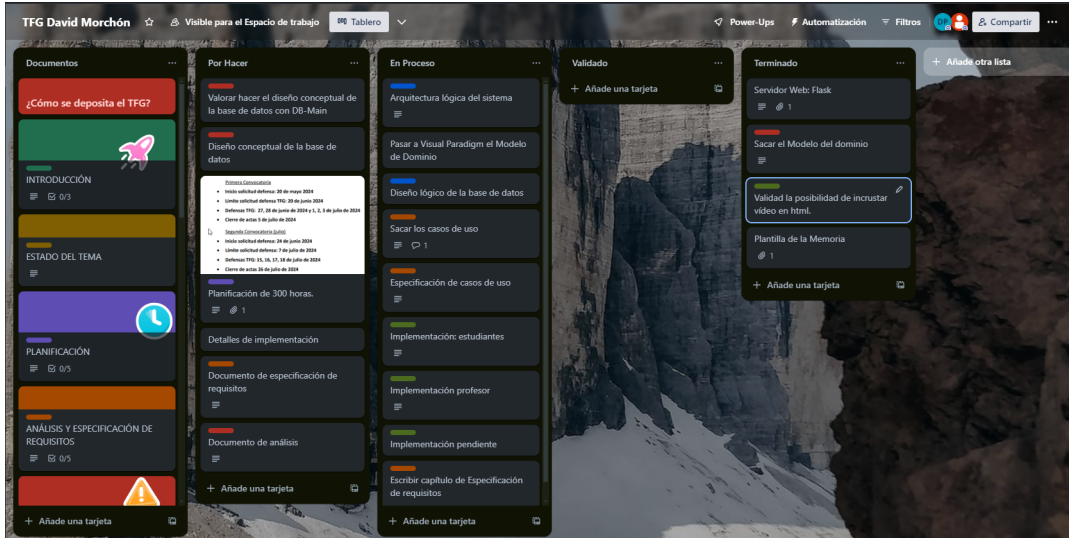 TFG David Morchón
Visible para el Espacio de trabajo
Tablero
Power-Ups
Automatización
Filtros
DP
Compartir
Documentos
¿Cómo se deposita el TFG?
INTRODUCCIÓN
0/3
ESTADO DEL TEMA
PLANIFICACIÓN
0/5
ANÁLISIS Y ESPECIFICACIÓN DE
REQUISITOS
0/5
+ Añade una tarjeta
Por Hacer
Valorar hacer el diseño conceptual de
la base de datos con DB-Main
Diseño conceptual de la base de
datos
Primera Convocatoria
• Inicio solicitud defensa: 20 de mayo 2024
• Límite solicitud defensa TFG: 20 de junio 2024
• Defensas TFG: 27, 28 de junio de 2024 y 1, 2, 3 de julio de 2024
• Cierre de actas 5 de julio de 2024
Segunda Convocatoria (julio)
• Inicio solicitud defensa: 24 de junio 2024
• Límite solicitud defensa: 7 de julio de 2024
• Defensas TFG: 15, 16, 17, 18 de julio de 2024
• Cierre de actas 26 de julio de 2024
Planificación de 300 horas.
1
Detalles de implementación
Documento de especificación de
requisitos
Documento de análisis
+ Añade una tarjeta
En Proceso
Arquitectura lógica del sistema
Pasar a Visual Paradigm el Modelo
de Dominio
Diseño lógico de la base de datos
Sacar los casos de uso
1
Especificación de casos de uso
Implementación: estudiantes
Implementación profesor
Implementación pendiente
Escribir capítulo de Especificación
de requisitos
+ Añade una tarjeta
Validado
+ Añade una tarjeta
Terminado
Servidor Web: Flask
1
Sacar el Modelo del dominio
Validad la posibilidad de incrustar
vídeo en html.
Plantilla de la Memoria
1
+ Añade una tarjeta
+ Añade otra lista